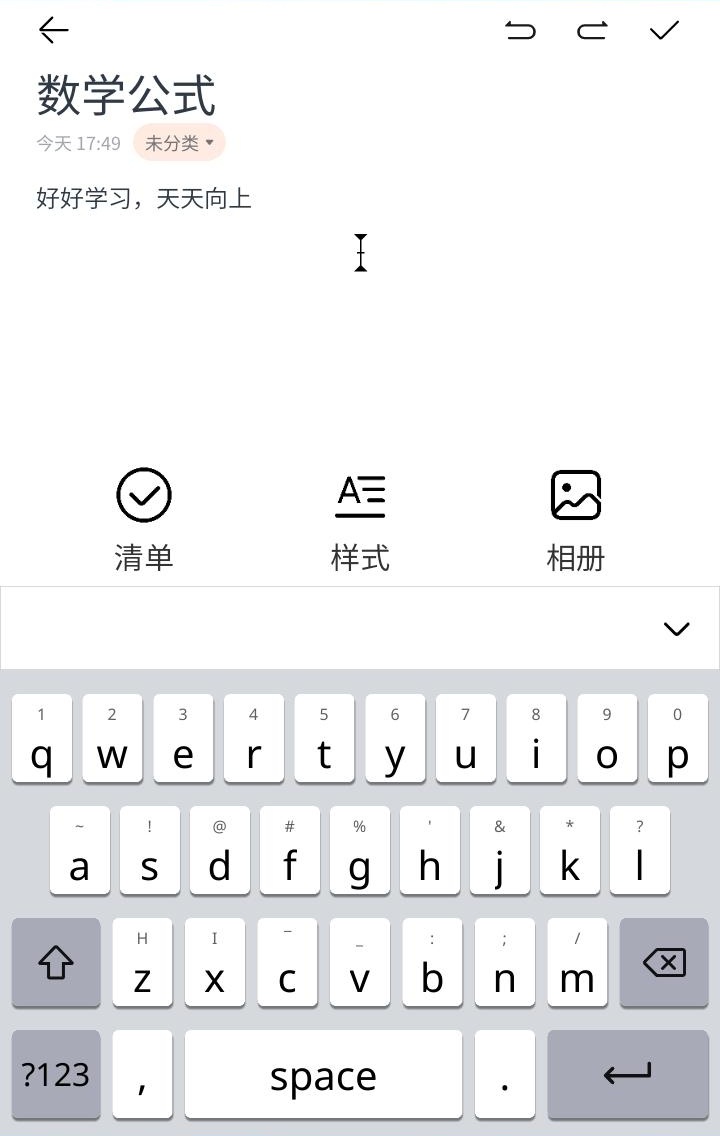 数学公式
今天 17:49 未分类
好好学习，天天向上
清单 样式 相册
1 2 3 4 5 6 7 8 9 0
q w e r t y u i o p
~ ! @ # % ' & * ?
a s d f g h j k l
H I ‾ _ : ; /
z x c v b n m
?123 , space .